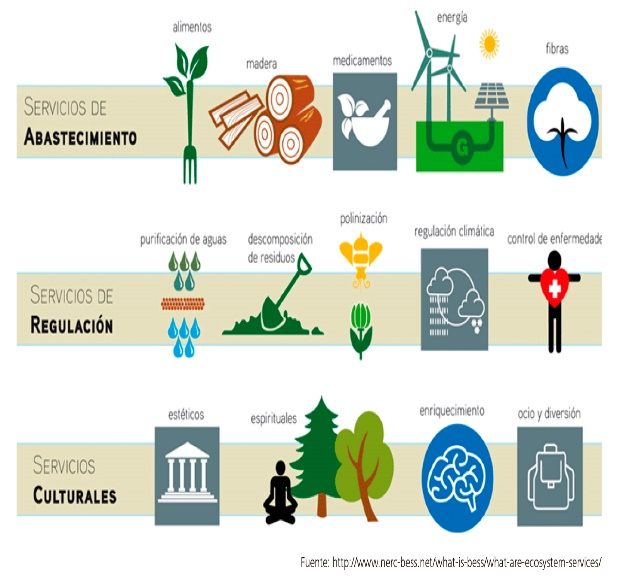 alimentos
madera
medicamentos
energía
fibras
SERVICIOS DE
ABASTECIMIENTO
G
purificación de aguas
descomposición
de residuos
polinización
regulación climática
control de enfermedade
SERVICIOS DE
REGULACIÓN
estéticos
espirituales
enriquecimiento
ocio y diversión
SERVICIOS
CULTURALES
Fuente: http://www.nerc-bess.net/what-is-bess/what-are-ecosystem-services/